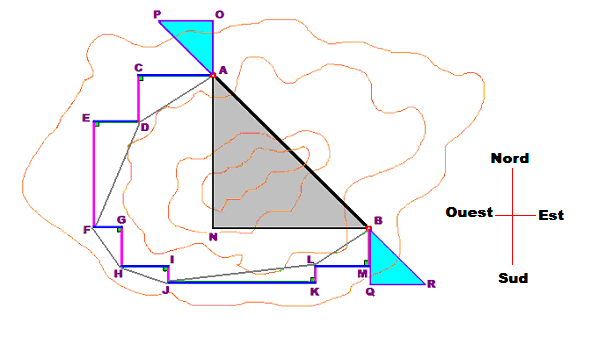 P O
C A
E D
Nord
F G N B Ouest Est
H I L M
J K Q R
Sud